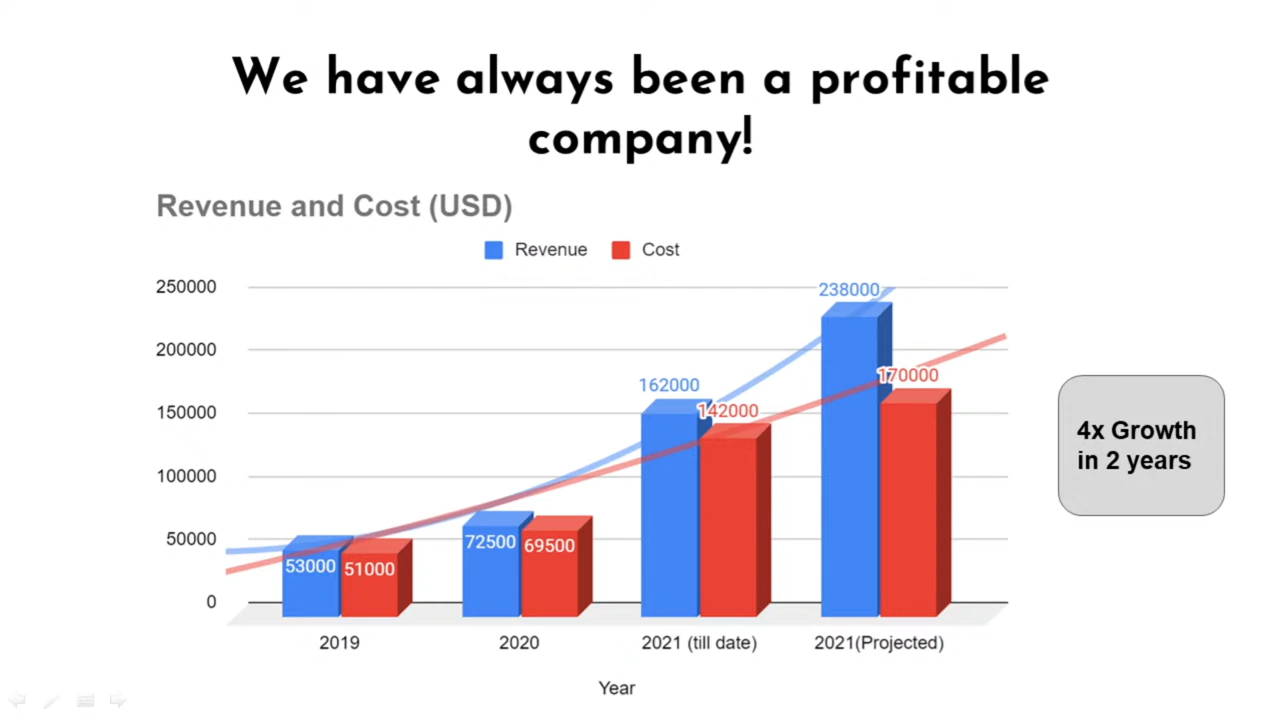 We have always been a profitable
company!
Revenue and Cost (USD)
Revenue
Cost
250000
200000
150000
100000
50000
0
53000
51000
72500
69500
162000
142000
238000
170000
2019
2020
2021 (till date)
2021(Projected)
Year
4x Growth
in 2 years